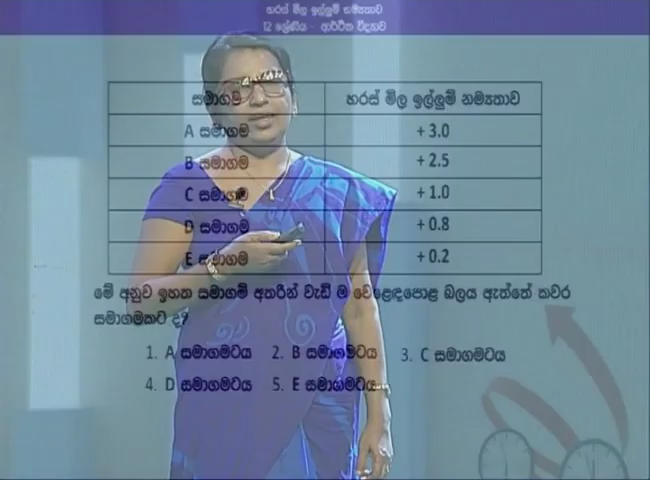 හරස් මිල ඉල්ලුම් නම්‍යතාව
12 ශ්‍රේණිය - ආර්ථික විද්‍යාව
සමාගම හරස් මිල ඉල්ලුම් නම්‍යතාව
A සමාගම + 3.0
B සමාගම + 2.5
C සමාගම + 1.0
D සමාගම + 0.8
E සමාගම + 0.2
මේ අනුව ඉහත සමාගම් අතරින් වැඩි ම වෙළෙඳපොළ බලය ඇත්තේ කවර
සමාගමකට ද?
1. A සමාගමටය 2. B සමාගමටය 3. C සමාගමටය
4. D සමාගමටය 5. E සමාගමටය